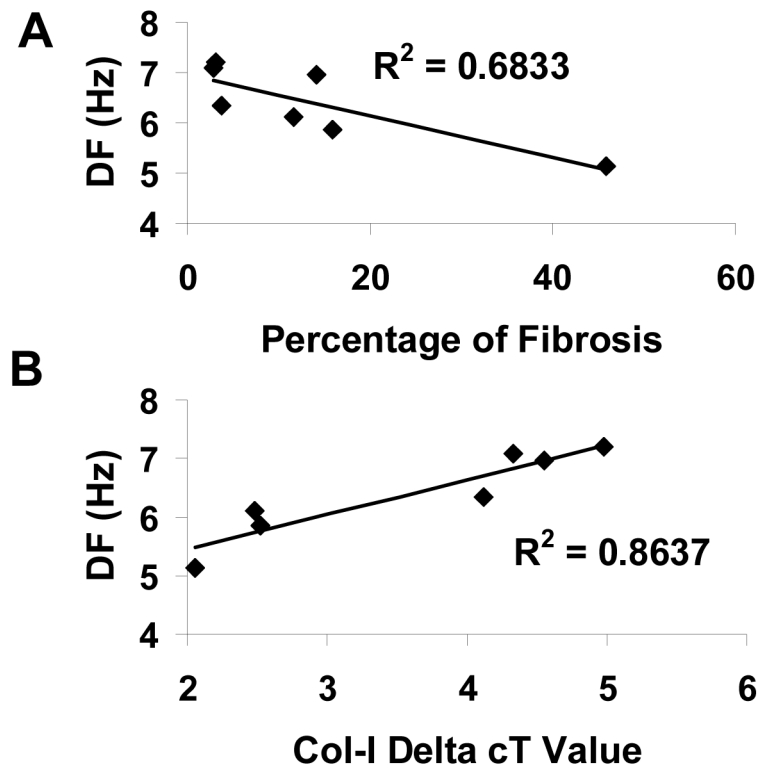 A
8
7
6
5
4
DF (Hz)
R² = 0.6833
0 20 40 60
Percentage of Fibrosis
B
8
7
6
5
4
DF (Hz)
R² = 0.8637
2 3 4 5 6
Col-I Delta cT Value